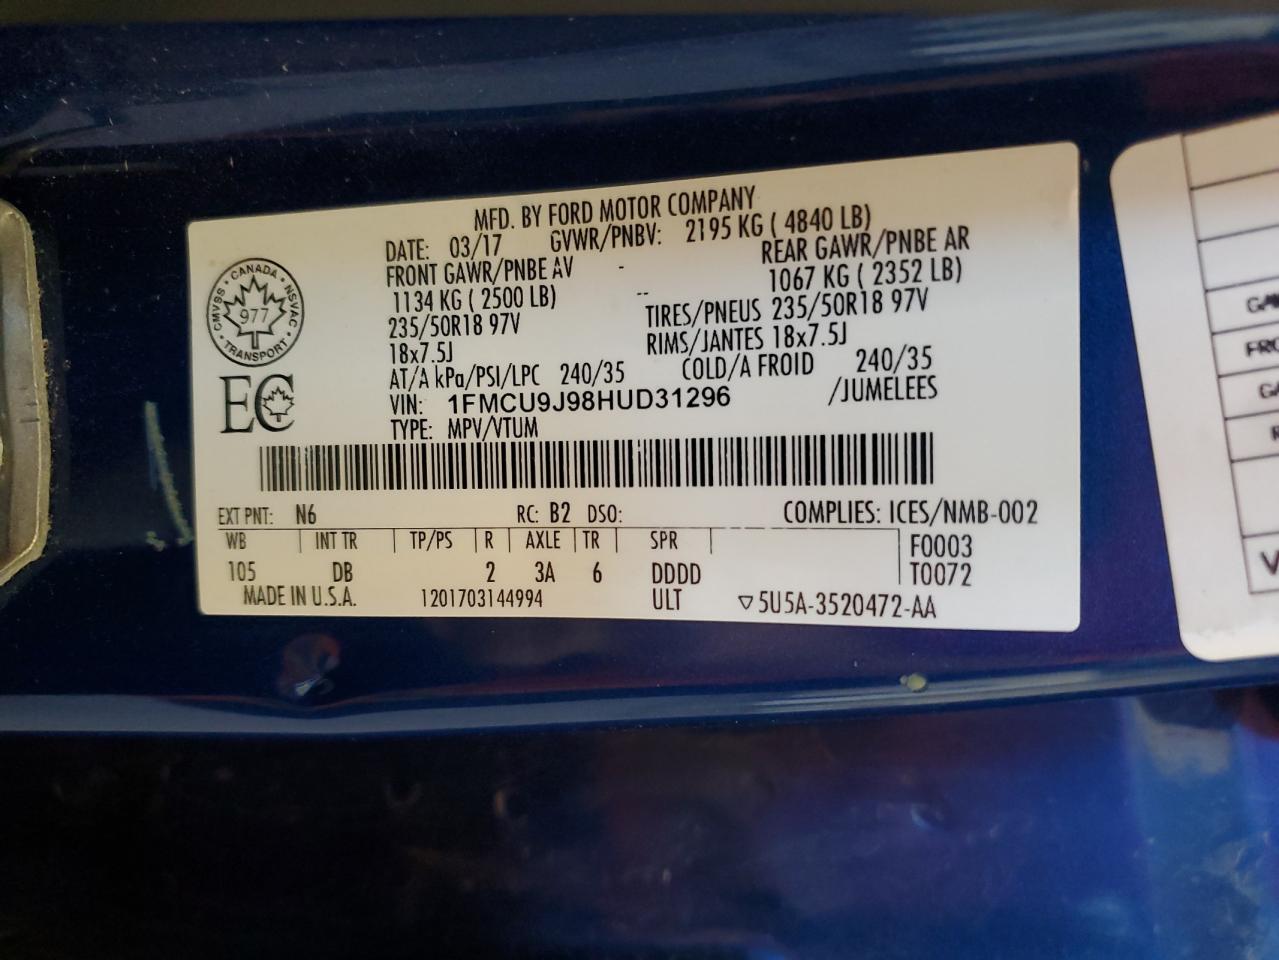 MFD. BY FORD MOTOR COMPANY
DATE: 03/17 GVWR/PNBV: 2195 KG ( 4840 LB)
FRONT GAWR/PNBE AV - REAR GAWR/PNBE AR
1134 KG ( 2500 LB) -- 1067 KG ( 2352 LB)
235/50R18 97V TIRES/PNEUS 235/50R18 97V
18x7.5J RIMS/JANTES 18x7.5J
AT/A kPa/PSI/LPC 240/35 COLD/A FROID 240/35
VIN: 1FMCU9J98HUD31296 /JUMELEES
TYPE: MPV/VTUM
CMVSS • CANADA • NSVAC • TRANSPORT •
977
EC
EXT PNT: N6 RC: B2 DSO: COMPLIES: ICES/NMB-002
WB | INT TR | TP/PS | R | AXLE | TR | SPR | F0003
105 DB 2 3A 6 DDDD T0072
MADE IN U.S.A. 1201703144994 ULT ▽5U5A-3520472-AA